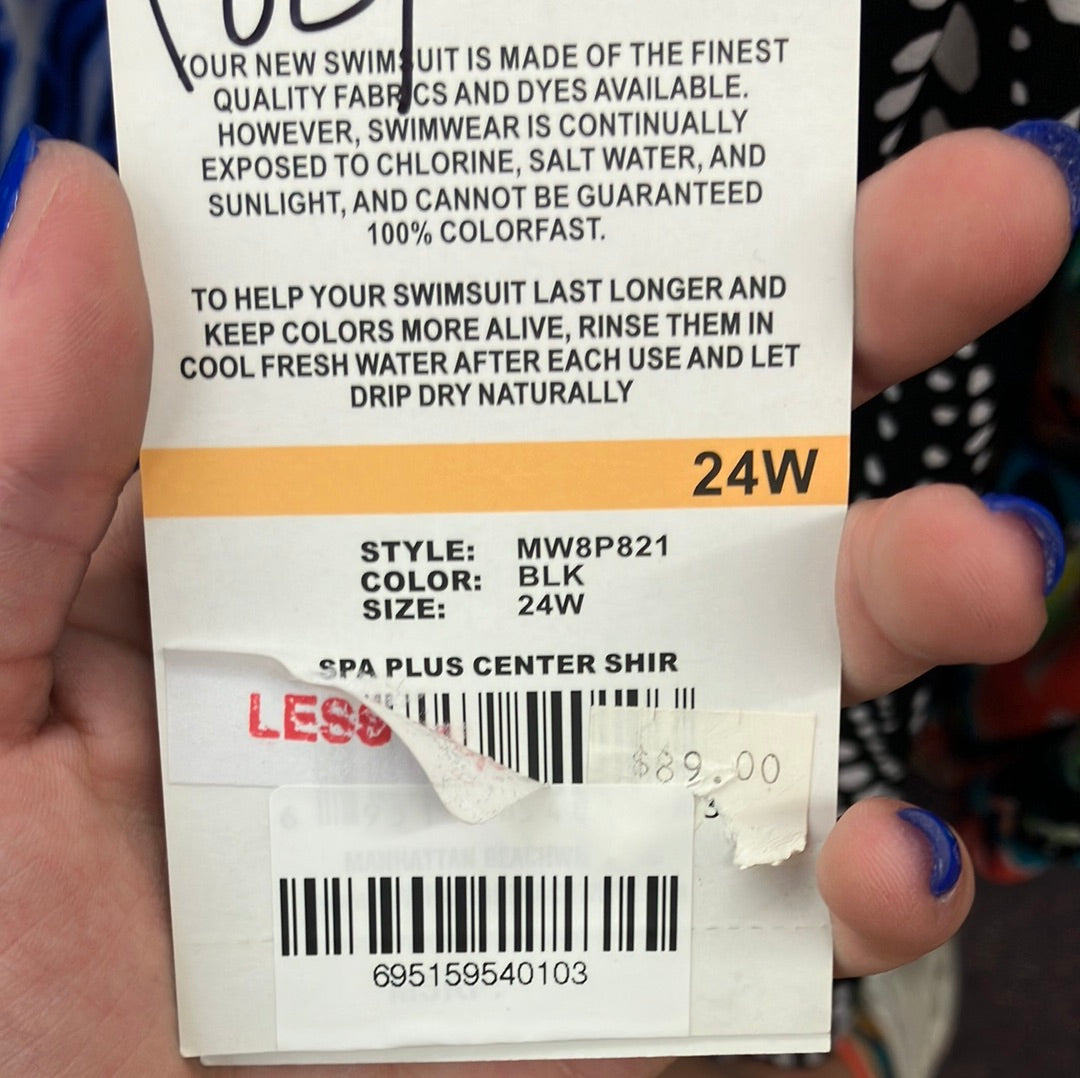 YOUR NEW SWIMSUIT IS MADE OF THE FINEST
QUALITY FABRICS AND DYES AVAILABLE.
HOWEVER, SWIMWEAR IS CONTINUALLY
EXPOSED TO CHLORINE, SALT WATER, AND
SUNLIGHT, AND CANNOT BE GUARANTEED
100% COLORFAST.
TO HELP YOUR SWIMSUIT LAST LONGER AND
KEEP COLORS MORE ALIVE, RINSE THEM IN
COOL FRESH WATER AFTER EACH USE AND LET
DRIP DRY NATURALLY
24W
STYLE: MW8P821
COLOR: BLK
SIZE: 24W
SPA PLUS CENTER SHIR
LESS
$89.00
3
695159540103